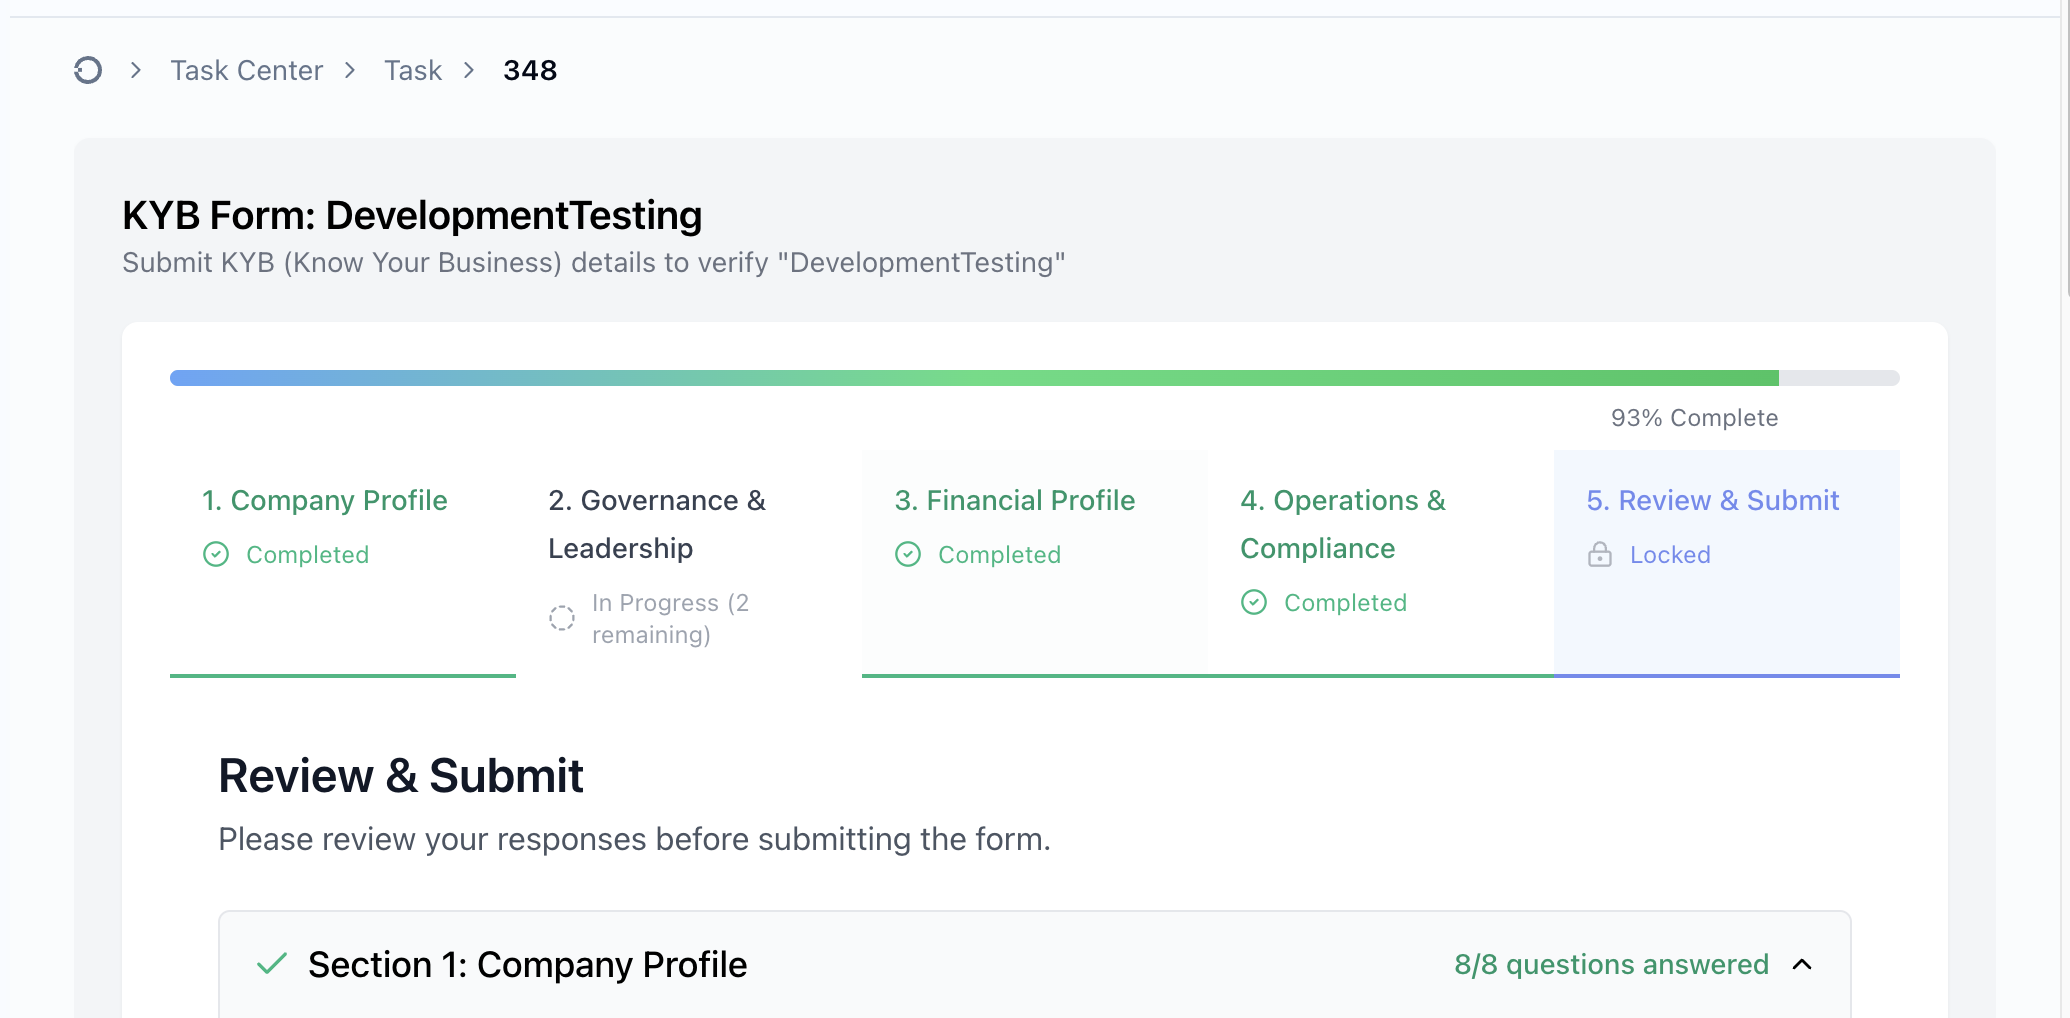 Task Center > Task > 348
KYB Form: DevelopmentTesting
Submit KYB (Know Your Business) details to verify "DevelopmentTesting"
93% Complete
1. Company Profile
Completed
2. Governance &
Leadership
In Progress (2
remaining)
3. Financial Profile
Completed
4. Operations &
Compliance
Completed
5. Review & Submit
Locked
Review & Submit
Please review your responses before submitting the form.
Section 1: Company Profile
8/8 questions answered